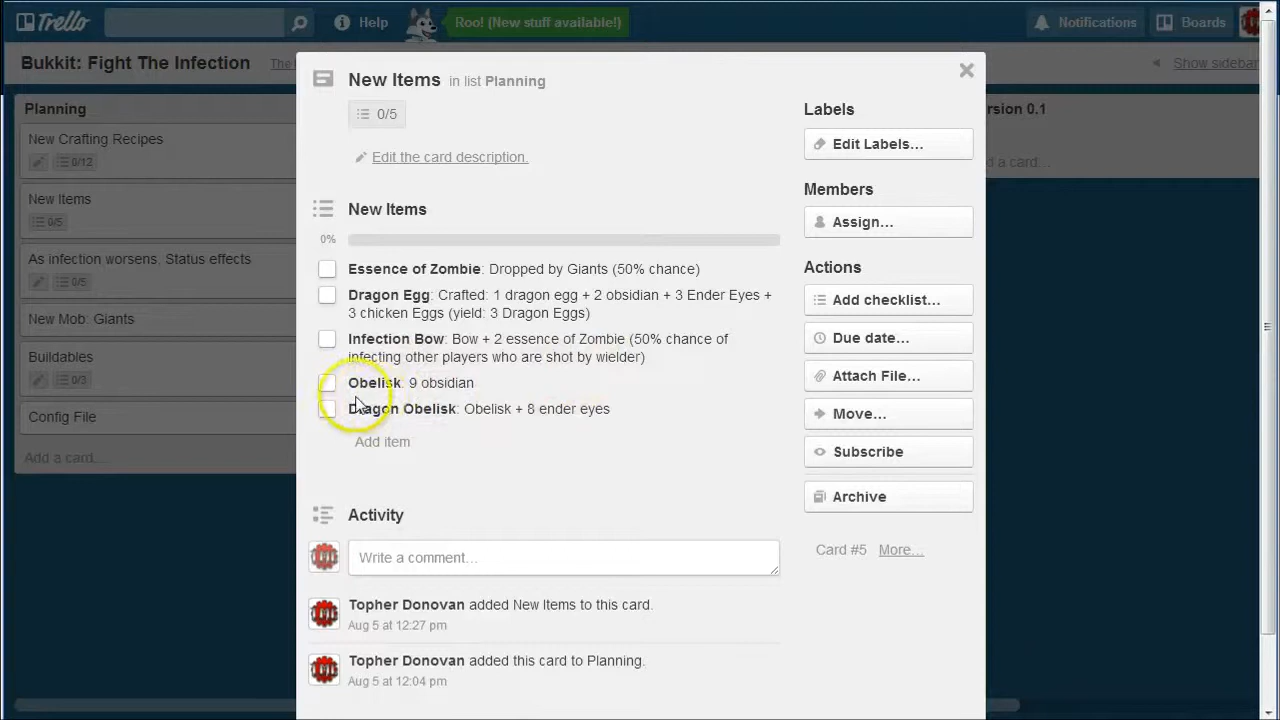 Trello
Help
Roo! (New stuff available!)
Notifications
Boards
Bukkit: Fight The Infection
Show sidebar
Planning
New Crafting Recipes
0/12
New Items
0/5
As infection worsens, Status effects
0/5
New Mob: Giants
Buildables
0/3
Config File
Add a card...
New Items in list Planning
0/5
Edit the card description.
New Items
0%
Essence of Zombie: Dropped by Giants (50% chance)
Dragon Egg: Crafted: 1 dragon egg + 2 obsidian + 3 Ender Eyes +
3 chicken Eggs (yield: 3 Dragon Eggs)
Infection Bow: Bow + 2 essence of Zombie (50% chance of
infecting other players who are shot by wielder)
Obelisk: 9 obsidian
Dragon Obelisk: Obelisk + 8 ender eyes
Add item
Activity
Write a comment...
Topher Donovan added New Items to this card.
Aug 5 at 12:27 pm
Topher Donovan added this card to Planning.
Aug 5 at 12:04 pm
Labels
Edit Labels...
Members
Assign...
Actions
Add checklist...
Due date...
Attach File...
Move...
Subscribe
Archive
Card #5 More...
0.1
card...